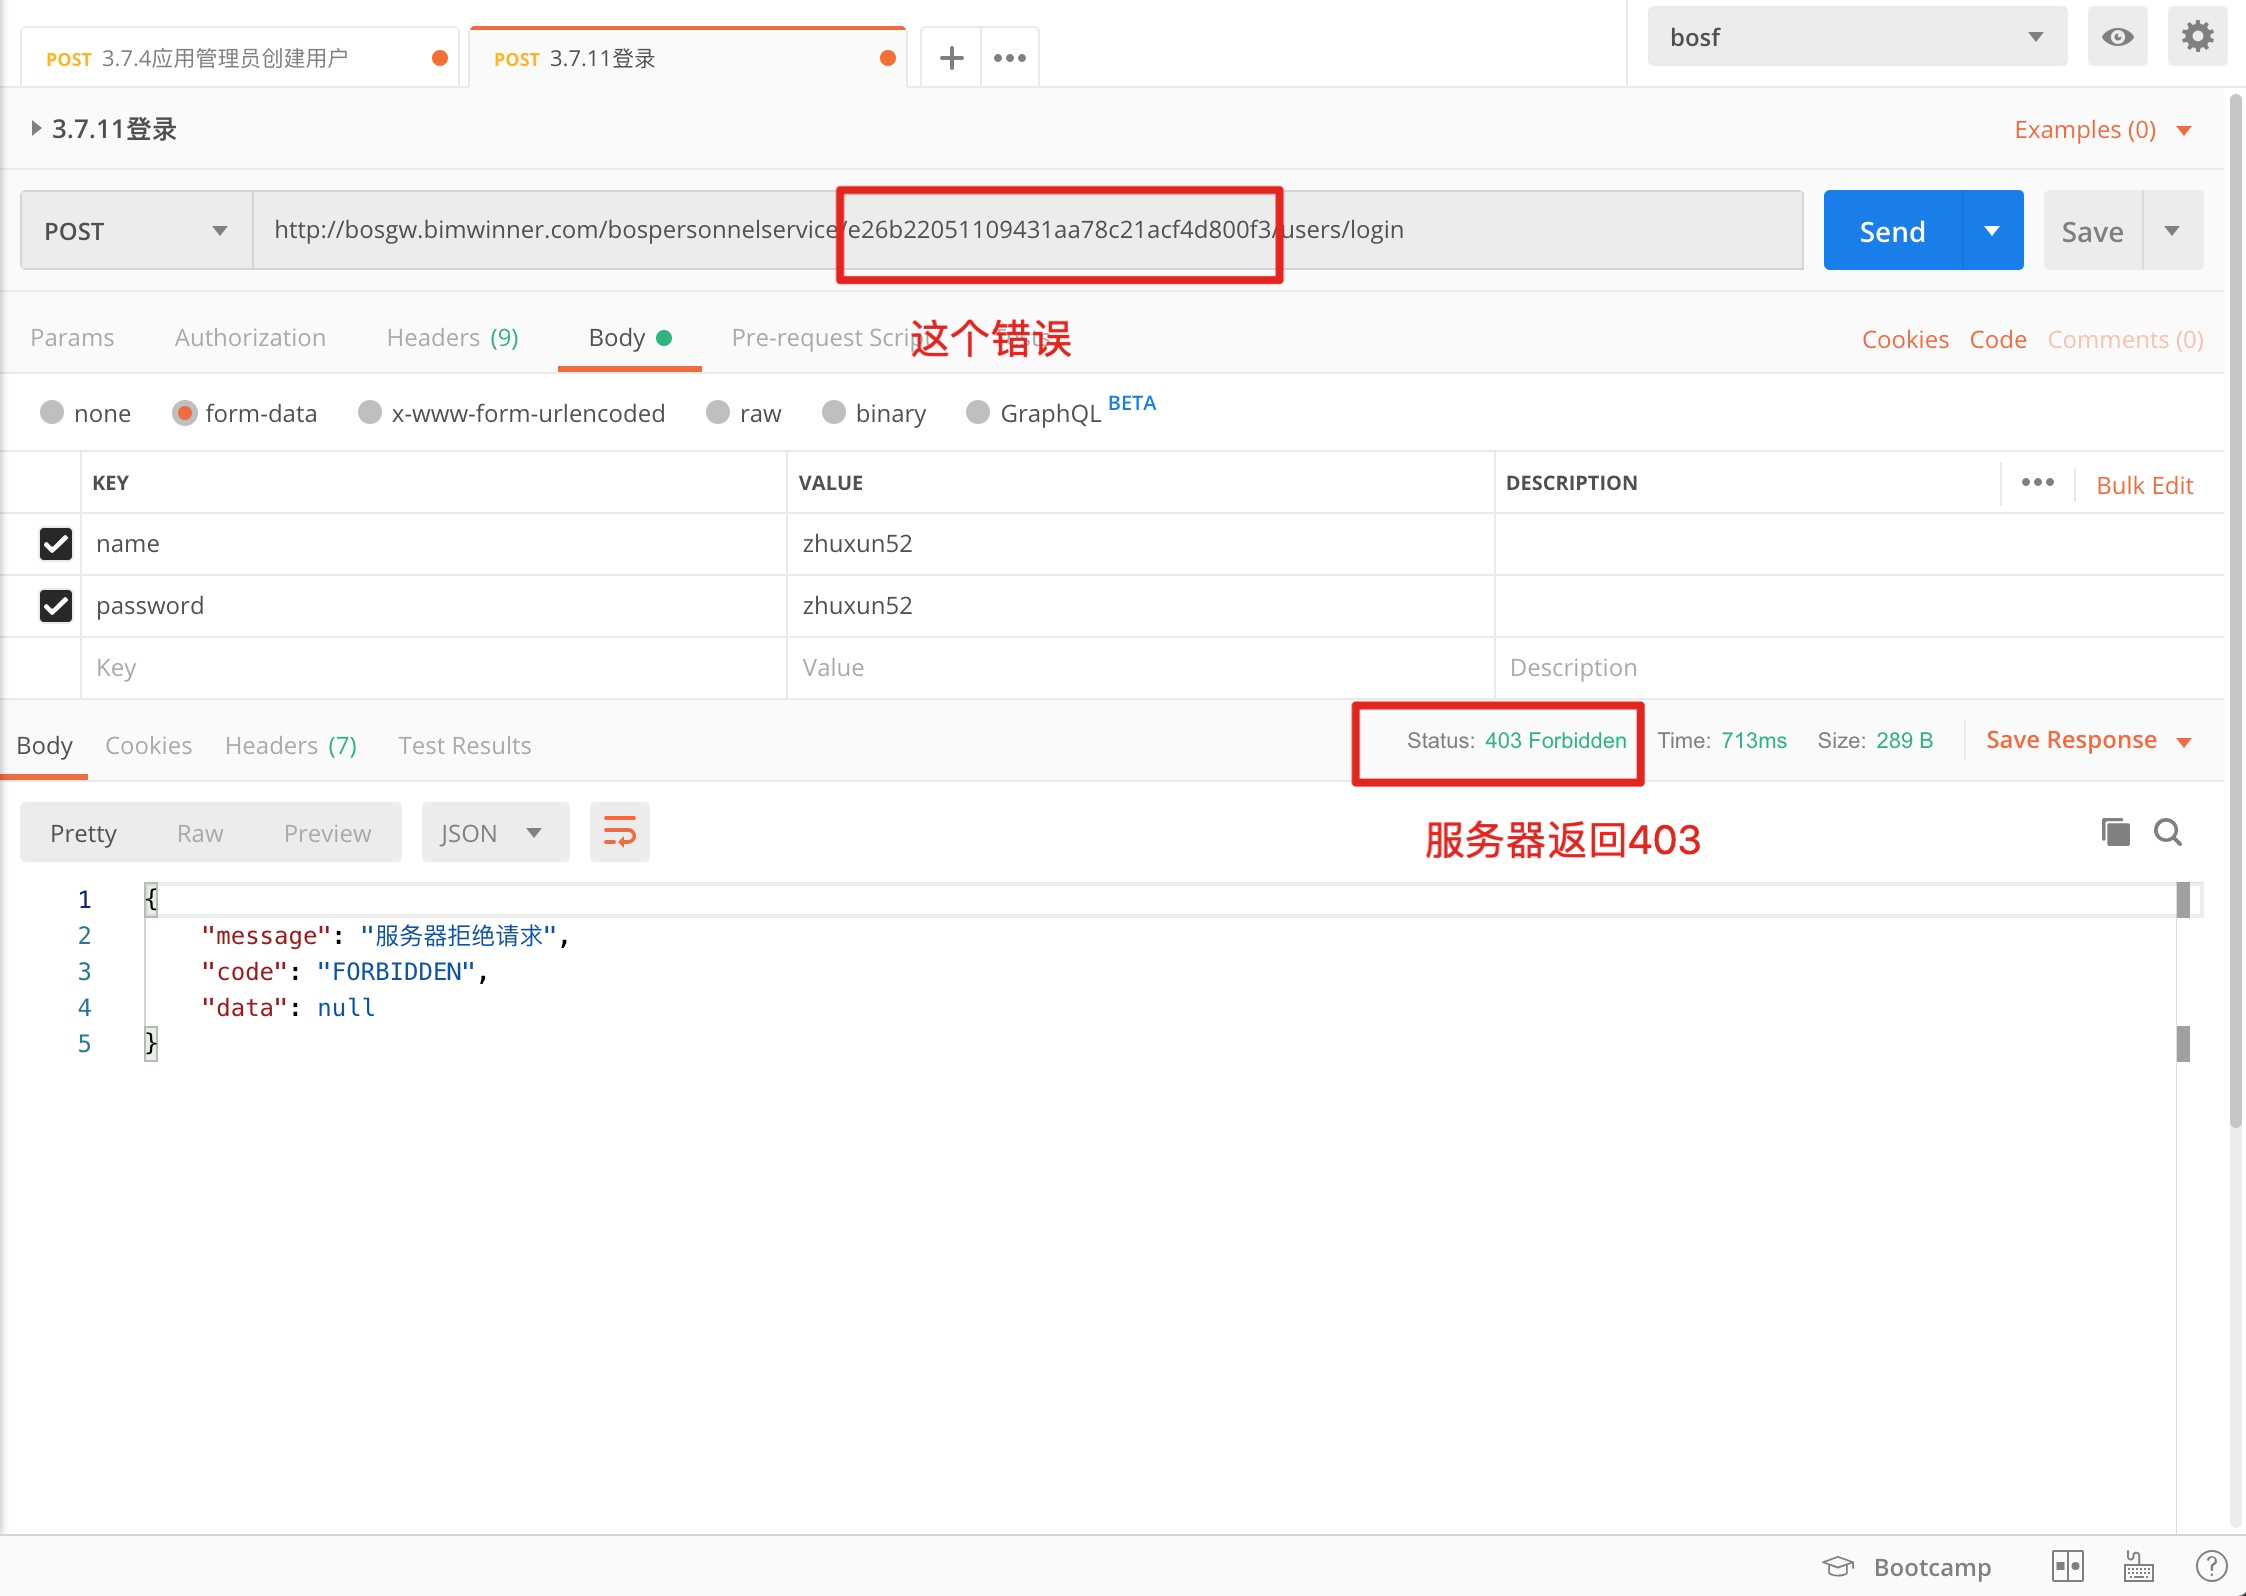 POST 3.7.4应用管理员创建用户
POST 3.7.11登录
bosf
3.7.11登录
Examples (0)
POST
http://bosgw.bimwinner.com/bospersonnelservice/e26b22051109431aa78c21acf4d800f3/users/login
Send
Save
Params Authorization Headers (9) Body Pre-request Script
这个错误
Cookies Code Comments (0)
none form-data x-www-form-urlencoded raw binary GraphQL BETA
KEY VALUE DESCRIPTION Bulk Edit
name zhuxun52
password zhuxun52
Key Value Description
Body Cookies Headers (7) Test Results Status: 403 Forbidden Time: 713ms Size: 289 B Save Response
Pretty Raw Preview JSON
服务器返回403
1 {
2 "message": "服务器拒绝请求",
3 "code": "FORBIDDEN",
4 "data": null
5 }
Bootcamp